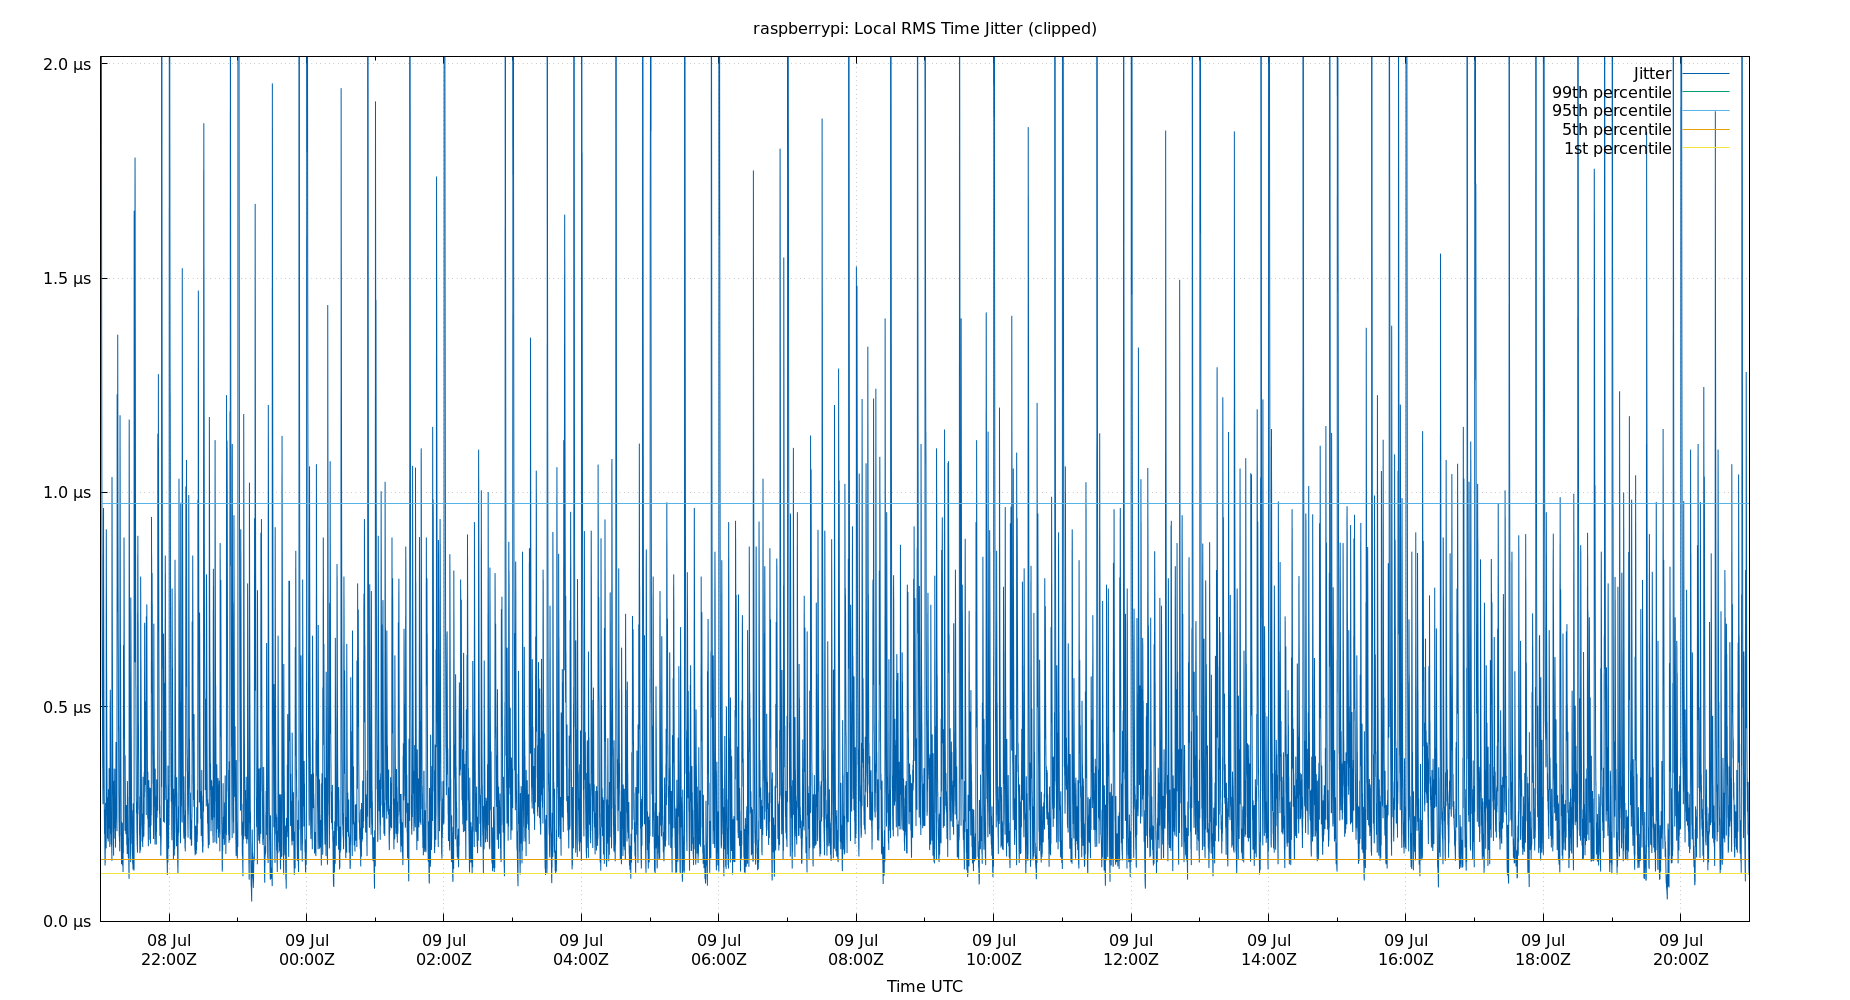 raspberrypi: Local RMS Time Jitter (clipped)
2.0 µs
1.5 µs
1.0 µs
0.5 µs
0.0 µs
Jitter
99th percentile
95th percentile
5th percentile
1st percentile
08 Jul 09 Jul 09 Jul 09 Jul 09 Jul 09 Jul 09 Jul 09 Jul 09 Jul 09 Jul 09 Jul 09 Jul
22:00Z 00:00Z 02:00Z 04:00Z 06:00Z 08:00Z 10:00Z 12:00Z 14:00Z 16:00Z 18:00Z 20:00Z
Time UTC